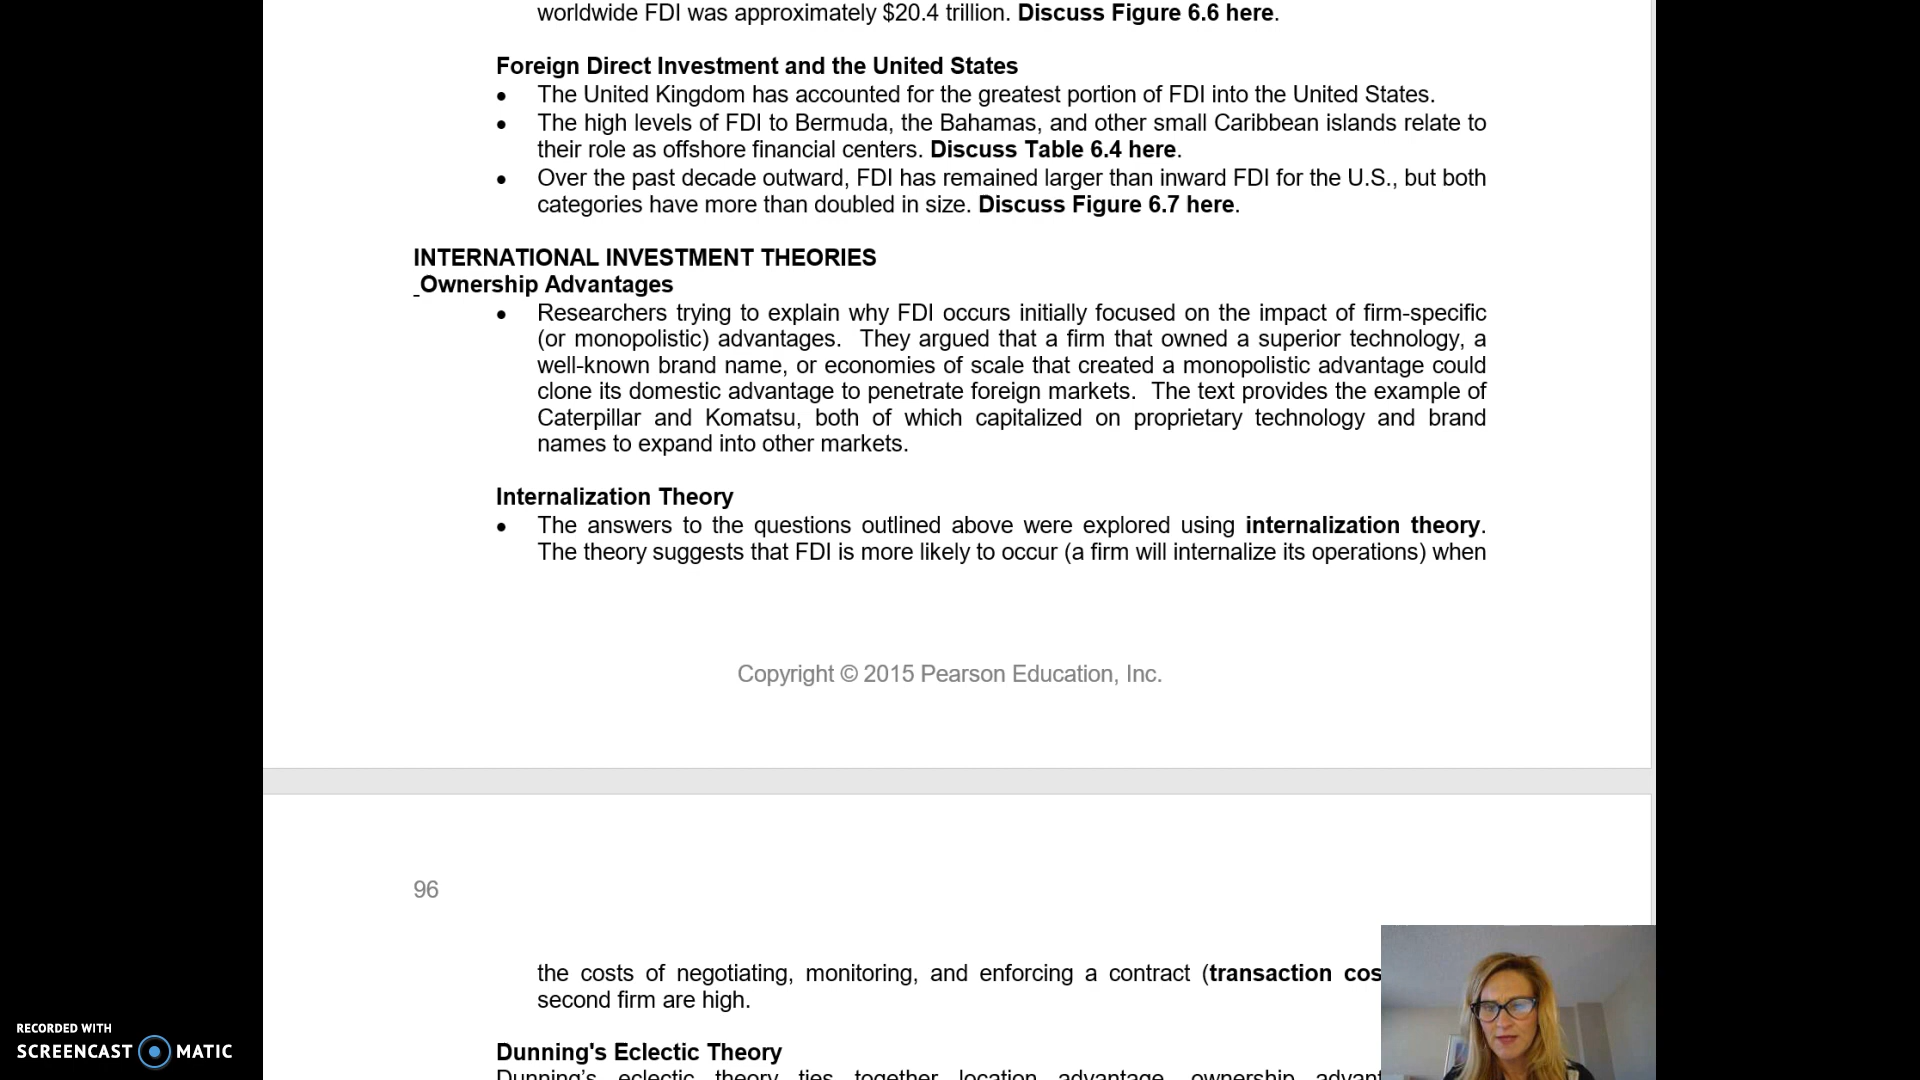 worldwide FDI was approximately $20.4 trillion. Discuss Figure 6.6 here.
Foreign Direct Investment and the United States
• The United Kingdom has accounted for the greatest portion of FDI into the United States.
• The high levels of FDI to Bermuda, the Bahamas, and other small Caribbean islands relate to
their role as offshore financial centers. Discuss Table 6.4 here.
• Over the past decade outward, FDI has remained larger than inward FDI for the U.S., but both
categories have more than doubled in size. Discuss Figure 6.7 here.
INTERNATIONAL INVESTMENT THEORIES
Ownership Advantages
• Researchers trying to explain why FDI occurs initially focused on the impact of firm-specific
(or monopolistic) advantages. They argued that a firm that owned a superior technology, a
well-known brand name, or economies of scale that created a monopolistic advantage could
clone its domestic advantage to penetrate foreign markets. The text provides the example of
Caterpillar and Komatsu, both of which capitalized on proprietary technology and brand
names to expand into other markets.
Internalization Theory
• The answers to the questions outlined above were explored using internalization theory.
The theory suggests that FDI is more likely to occur (a firm will internalize its operations) when
Copyright © 2015 Pearson Education, Inc.
96
the costs of negotiating, monitoring, and enforcing a contract (transaction cos
second firm are high.
Dunning's Eclectic Theory
Dunning's eclectic theory ties together location advantage, ownership advant
RECORDED WITH
SCREENCAST MATIC